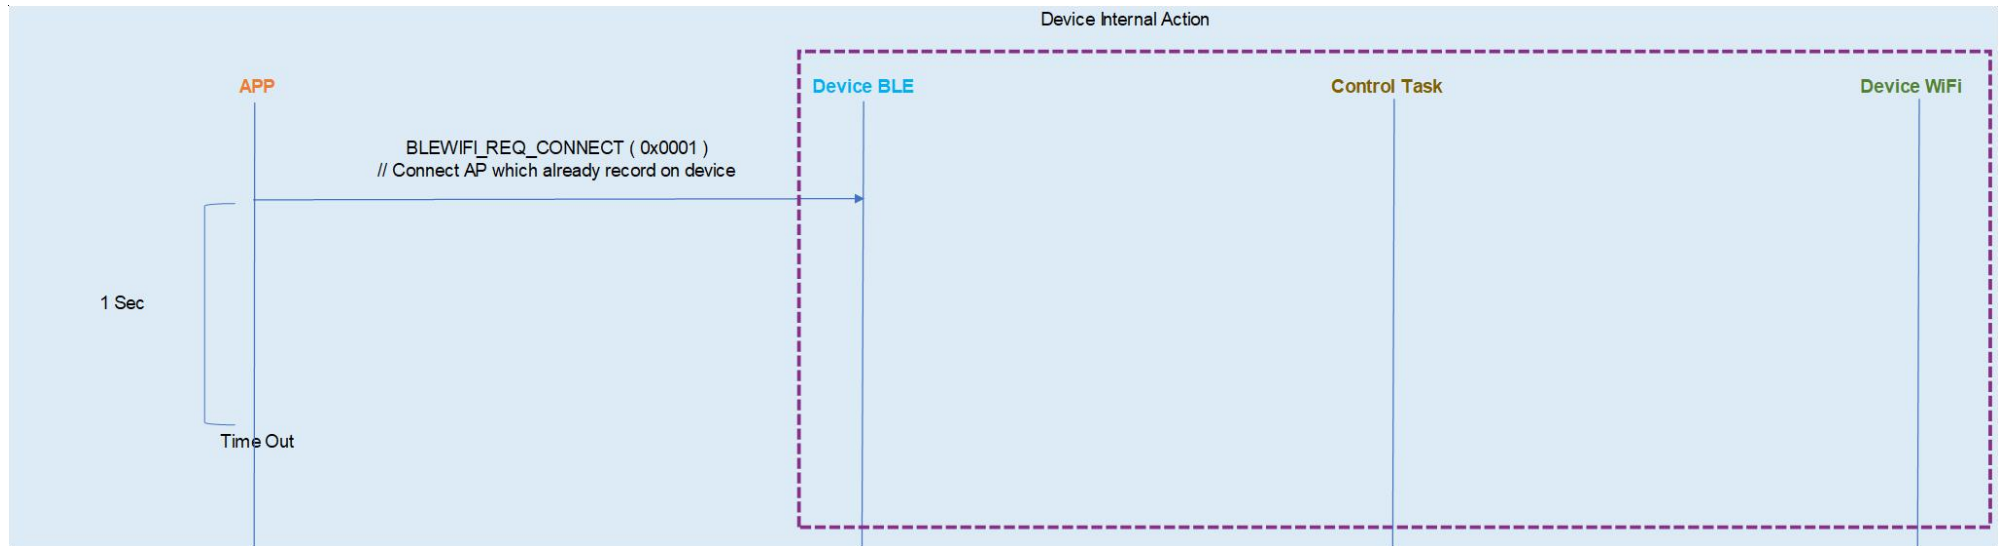 Device Internal Action
APP
Device BLE
Control Task
Device WiFi
BLEWIFI_REQ_CONNECT ( 0x0001 )
// Connect AP which already record on device
1 Sec
Time Out